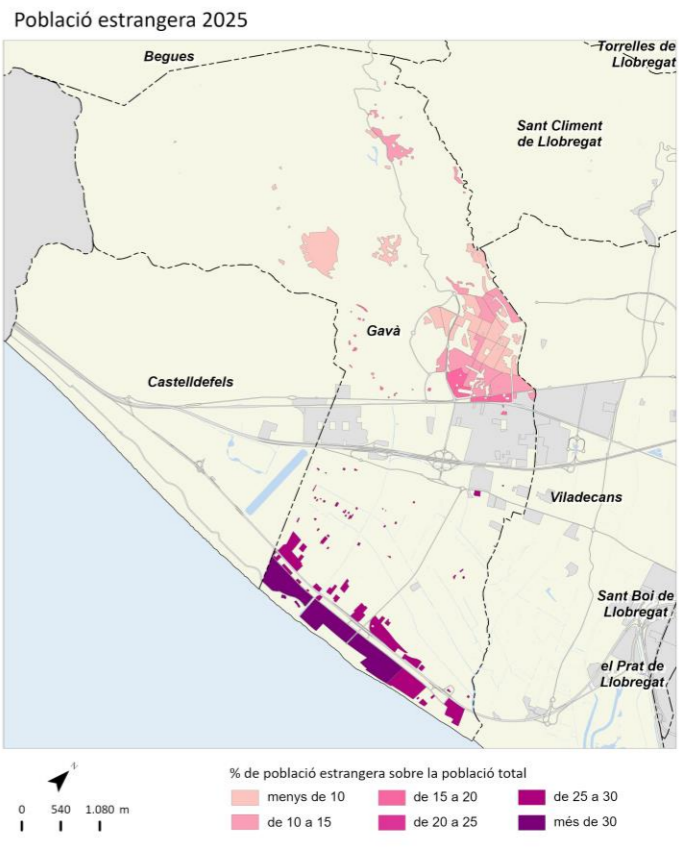 Població estrangera 2025
Begues
Torrelles de
Llobregat
Sant Climent
de Llobregat
Gavà
Castelldefels
Viladecans
Sant Boi de
Llobregat
el Prat de
Llobregat
N
0 540 1.080 m
% de població estrangera sobre la població total
menys de 10
de 15 a 20
de 25 a 30
de 10 a 15
de 20 a 25
més de 30